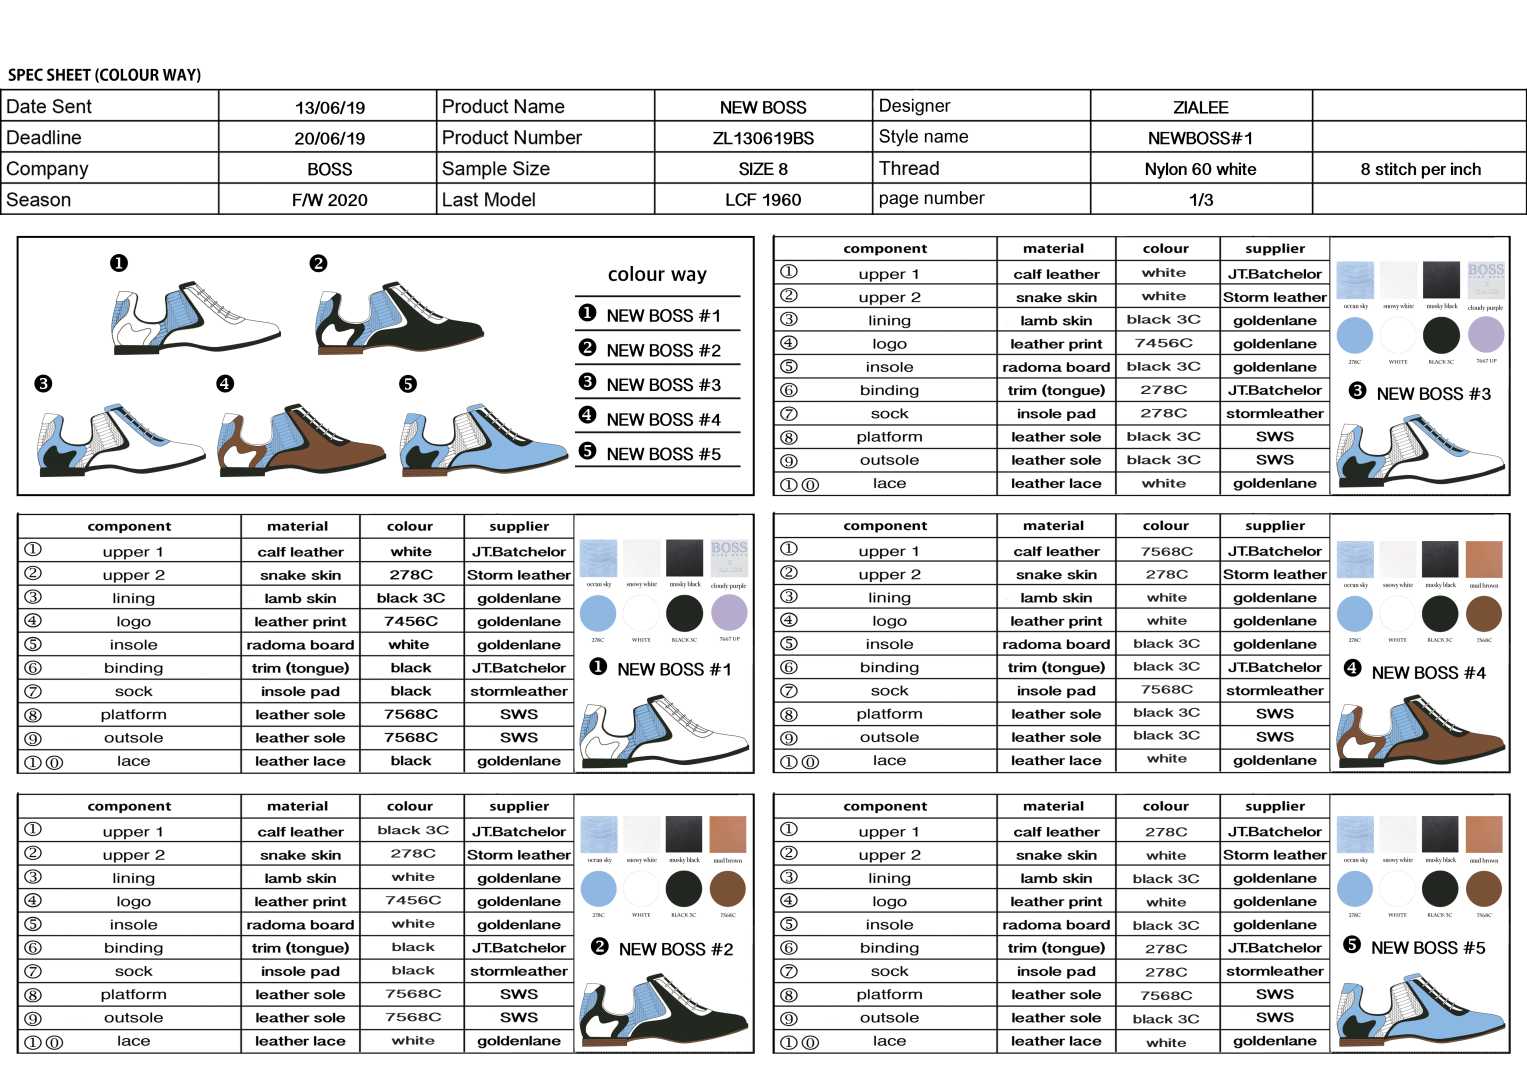 SPEC SHEET (COLOUR WAY)
Date Sent 13/06/19 Product Name NEW BOSS Designer ZIALEE
Deadline 20/06/19 Product Number ZL130619BS Style name NEWBOSS#1
Company BOSS Sample Size SIZE 8 Thread Nylon 60 white 8 stitch per inch
Season F/W 2020 Last Model LCF 1960 page number 1/3
❶ ❷
❸ ❹ ❺
colour way
❶ NEW BOSS #1
❷ NEW BOSS #2
❸ NEW BOSS #3
❹ NEW BOSS #4
❺ NEW BOSS #5
component material colour supplier
① upper 1 calf leather white JT.Batchelor
② upper 2 snake skin white Storm leather
③ lining lamb skin black 3C goldenlane
④ logo leather print 7456C goldenlane
⑤ insole radoma board black 3C goldenlane
⑥ binding trim (tongue) 278C JT.Batchelor
⑦ sock insole pad 278C stormleather
⑧ platform leather sole black 3C SWS
⑨ outsole leather sole black 3C SWS
①⓪ lace leather lace white goldenlane
BOSS
ocean sky snowy white musky black cloudy purple
278C WHITE BLACK 3C 7667 UP
❸ NEW BOSS #3
component material colour supplier
① upper 1 calf leather white JT.Batchelor
② upper 2 snake skin 278C Storm leather
③ lining lamb skin black 3C goldenlane
④ logo leather print 7456C goldenlane
⑤ insole radoma board white goldenlane
⑥ binding trim (tongue) black JT.Batchelor
⑦ sock insole pad black stormleather
⑧ platform leather sole 7568C SWS
⑨ outsole leather sole 7568C SWS
①⓪ lace leather lace black goldenlane
BOSS
ocean sky snowy white musky black cloudy purple
278C WHITE BLACK 3C 7667 UP
❶ NEW BOSS #1
component material colour supplier
① upper 1 calf leather 7568C JT.Batchelor
② upper 2 snake skin 278C Storm leather
③ lining lamb skin white goldenlane
④ logo leather print white goldenlane
⑤ insole radoma board black 3C goldenlane
⑥ binding trim (tongue) black 3C JT.Batchelor
⑦ sock insole pad 7568C stormleather
⑧ platform leather sole black 3C SWS
⑨ outsole leather sole black 3C SWS
①⓪ lace leather lace white goldenlane
ocean sky snowy white musky black mud brown
278C WHITE BLACK 3C 7568C
❹ NEW BOSS #4
component material colour supplier
① upper 1 calf leather black 3C JT.Batchelor
② upper 2 snake skin 278C Storm leather
③ lining lamb skin white goldenlane
④ logo leather print 7456C goldenlane
⑤ insole radoma board white goldenlane
⑥ binding trim (tongue) black JT.Batchelor
⑦ sock insole pad black stormleather
⑧ platform leather sole 7568C SWS
⑨ outsole leather sole 7568C SWS
①⓪ lace leather lace white goldenlane
ocean sky snowy white musky black mud brown
278C WHITE BLACK 3C 7568C
❷ NEW BOSS #2
component material colour supplier
① upper 1 calf leather 278C JT.Batchelor
② upper 2 snake skin white Storm leather
③ lining lamb skin black 3C goldenlane
④ logo leather print white goldenlane
⑤ insole radoma board black 3C goldenlane
⑥ binding trim (tongue) 278C JT.Batchelor
⑦ sock insole pad 278C stormleather
⑧ platform leather sole 7568C SWS
⑨ outsole leather sole black 3C SWS
①⓪ lace leather lace white goldenlane
ocean sky snowy white musky black mud brown
278C WHITE BLACK 3C 7568C
❺ NEW BOSS #5